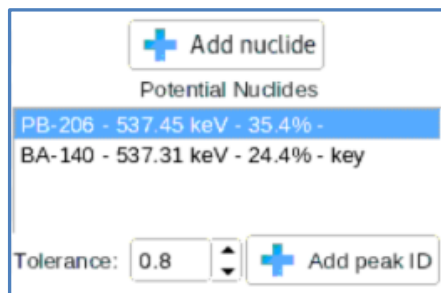 Add nuclide
Potential Nuclides
PB-206 - 537.45 keV - 35.4% -
BA-140 - 537.31 keV - 24.4% - key
Tolerance: 0.8 Add peak ID